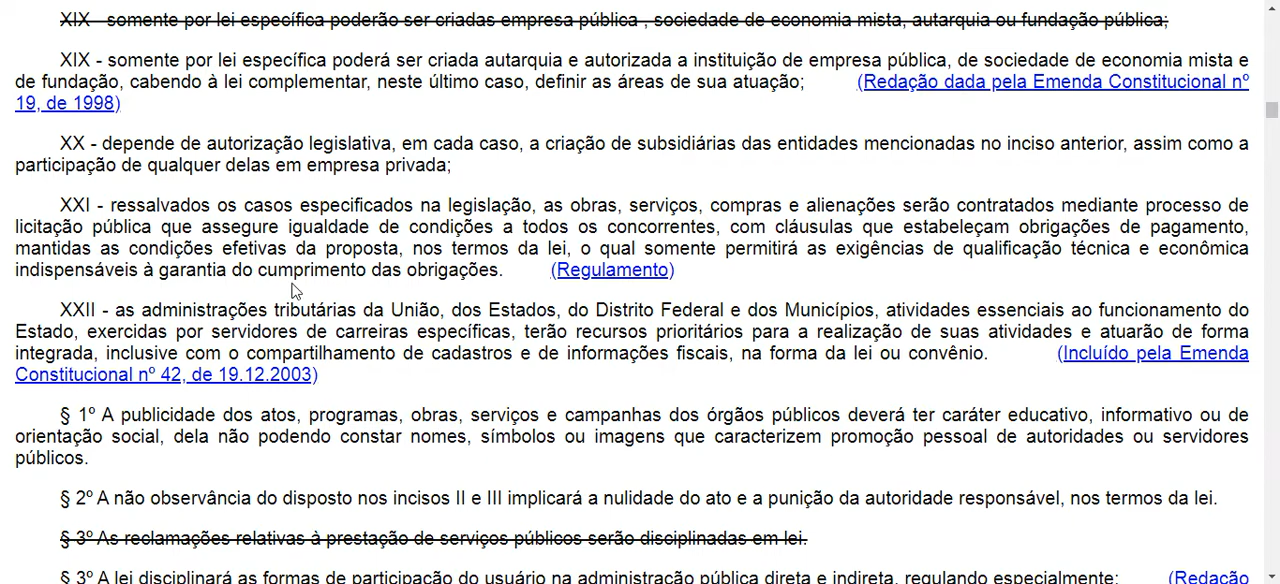 XIX - somente por lei específica poderão ser criadas empresa pública , sociedade de economia mista, autarquia ou fundação pública;
XIX - somente por lei específica poderá ser criada autarquia e autorizada a instituição de empresa pública, de sociedade de economia mista e
de fundação, cabendo à lei complementar, neste último caso, definir as áreas de sua atuação; (Redação dada pela Emenda Constitucional nº
19, de 1998)
XX - depende de autorização legislativa, em cada caso, a criação de subsidiárias das entidades mencionadas no inciso anterior, assim como a
participação de qualquer delas em empresa privada;
XXI - ressalvados os casos especificados na legislação, as obras, serviços, compras e alienações serão contratados mediante processo de
licitação pública que assegure igualdade de condições a todos os concorrentes, com cláusulas que estabeleçam obrigações de pagamento,
mantidas as condições efetivas da proposta, nos termos da lei, o qual somente permitirá as exigências de qualificação técnica e econômica
indispensáveis à garantia do cumprimento das obrigações. (Regulamento)
XXII - as administrações tributárias da União, dos Estados, do Distrito Federal e dos Municípios, atividades essenciais ao funcionamento do
Estado, exercidas por servidores de carreiras específicas, terão recursos prioritários para a realização de suas atividades e atuarão de forma
integrada, inclusive com o compartilhamento de cadastros e de informações fiscais, na forma da lei ou convênio. (Incluído pela Emenda
Constitucional nº 42, de 19.12.2003)
§ 1º A publicidade dos atos, programas, obras, serviços e campanhas dos órgãos públicos deverá ter caráter educativo, informativo ou de
orientação social, dela não podendo constar nomes, símbolos ou imagens que caracterizem promoção pessoal de autoridades ou servidores
públicos.
§ 2º A não observância do disposto nos incisos II e III implicará a nulidade do ato e a punição da autoridade responsável, nos termos da lei.
§ 3º As reclamações relativas à prestação de serviços públicos serão disciplinadas em lei.
§ 3º A lei disciplinará as formas de participação do usuário na administração pública direta e indireta, regulando especialmente: (Redação